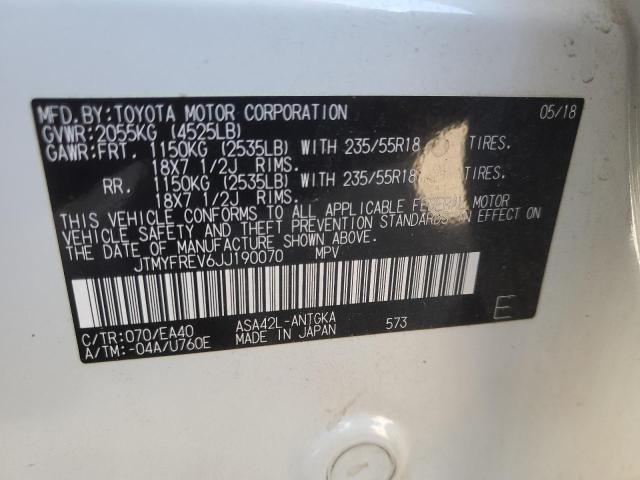 MFD.BY:TOYOTA MOTOR CORPORATION 05/18
GVWR:2055KG (4525LB)
GAWR:FRT. 1150KG (2535LB) WITH 235/55R18 TIRES.
18X7 1/2J RIMS.
RR. 1150KG (2535LB) WITH 235/55R18 TIRES.
18X7 1/2J RIMS.
THIS VEHICLE CONFORMS TO ALL APPLICABLE FEDERAL MOTOR
VEHICLE SAFETY AND THEFT PREVENTION STANDARDS IN EFFECT ON
THE DATE OF MANUFACTURE SHOWN ABOVE.
JTMYFREV6JJ190070 MPV
C/TR:070/EA40 ASA42L-ANTGKA 573
A/TM:-04A/U760E MADE IN JAPAN
E